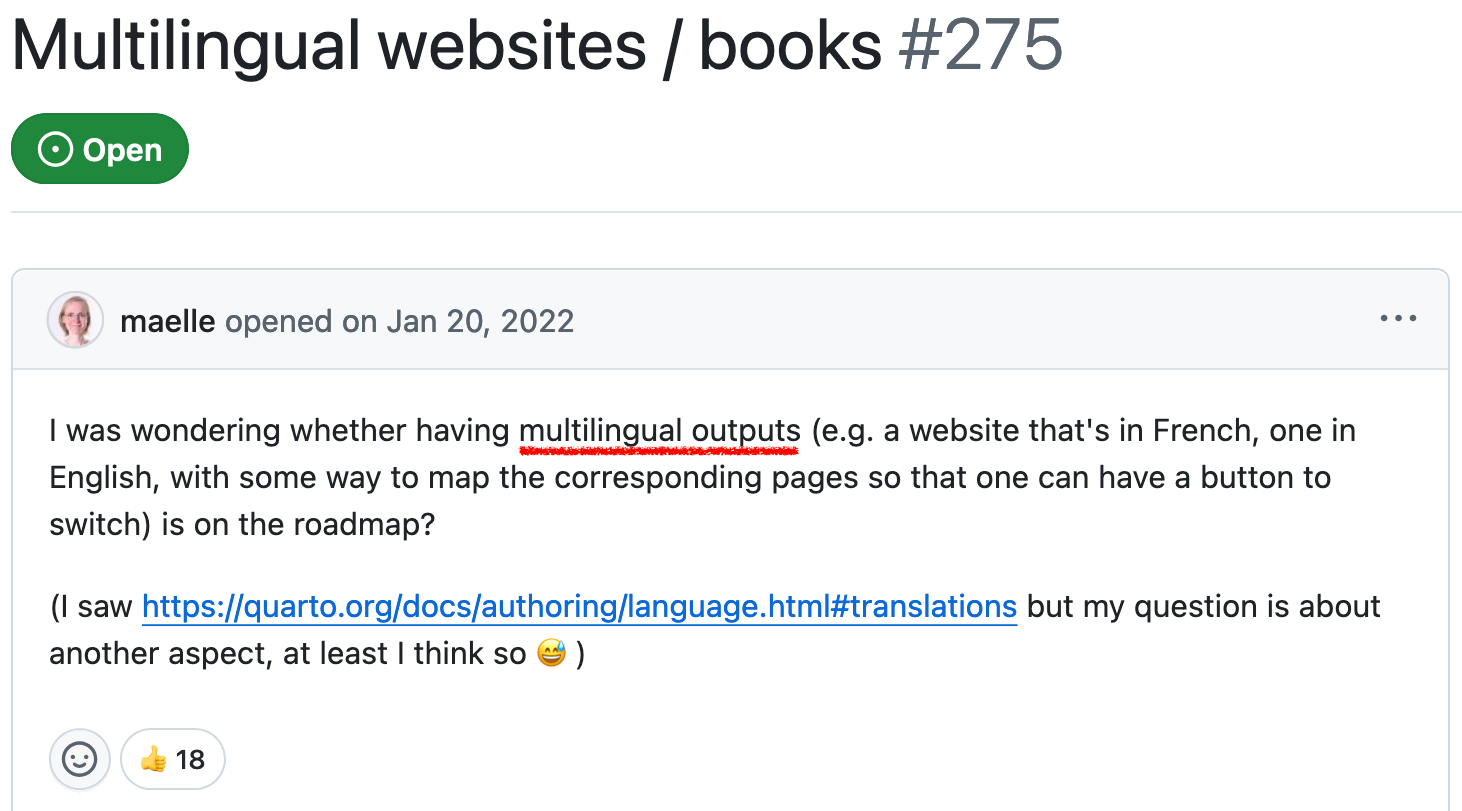 Multilingual websites / books #275
Open
maelle opened on Jan 20, 2022
I was wondering whether having multilingual outputs (e.g. a website that's in French, one in
English, with some way to map the corresponding pages so that one can have a button to
switch) is on the roadmap?
(I saw https://quarto.org/docs/authoring/language.html#translations but my question is about
another aspect, at least I think so 😅 )
👍 18